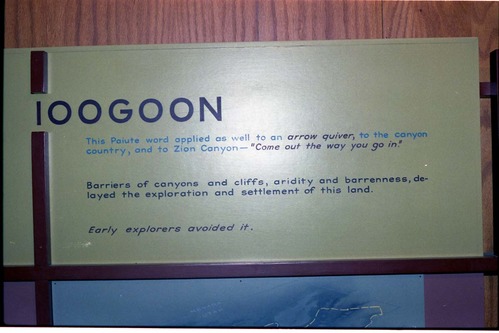 IOOGOON
This Paiute word applied as well to an arrow quiver, to the canyon
country, and to Zion Canyon—"Come out the way you go in."
Barriers of canyons and cliffs, aridity and barrenness, de-
layed the exploration and settlement of this land.
Early explorers avoided it.